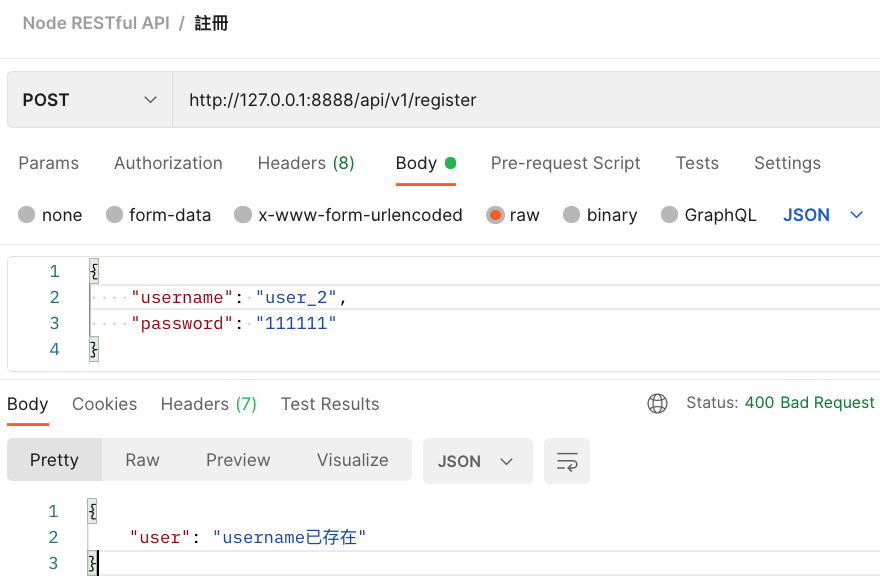 Node RESTful API / 註冊
POST http://127.0.0.1:8888/api/v1/register
Params Authorization Headers (8) Body Pre-request Script Tests Settings
none form-data x-www-form-urlencoded raw binary GraphQL JSON
1 {
2 "username": "user_2",
3 "password": "111111"
4 }
Body Cookies Headers (7) Test Results Status: 400 Bad Request
Pretty Raw Preview Visualize JSON
1 {
2 "user": "username已存在"
3 }